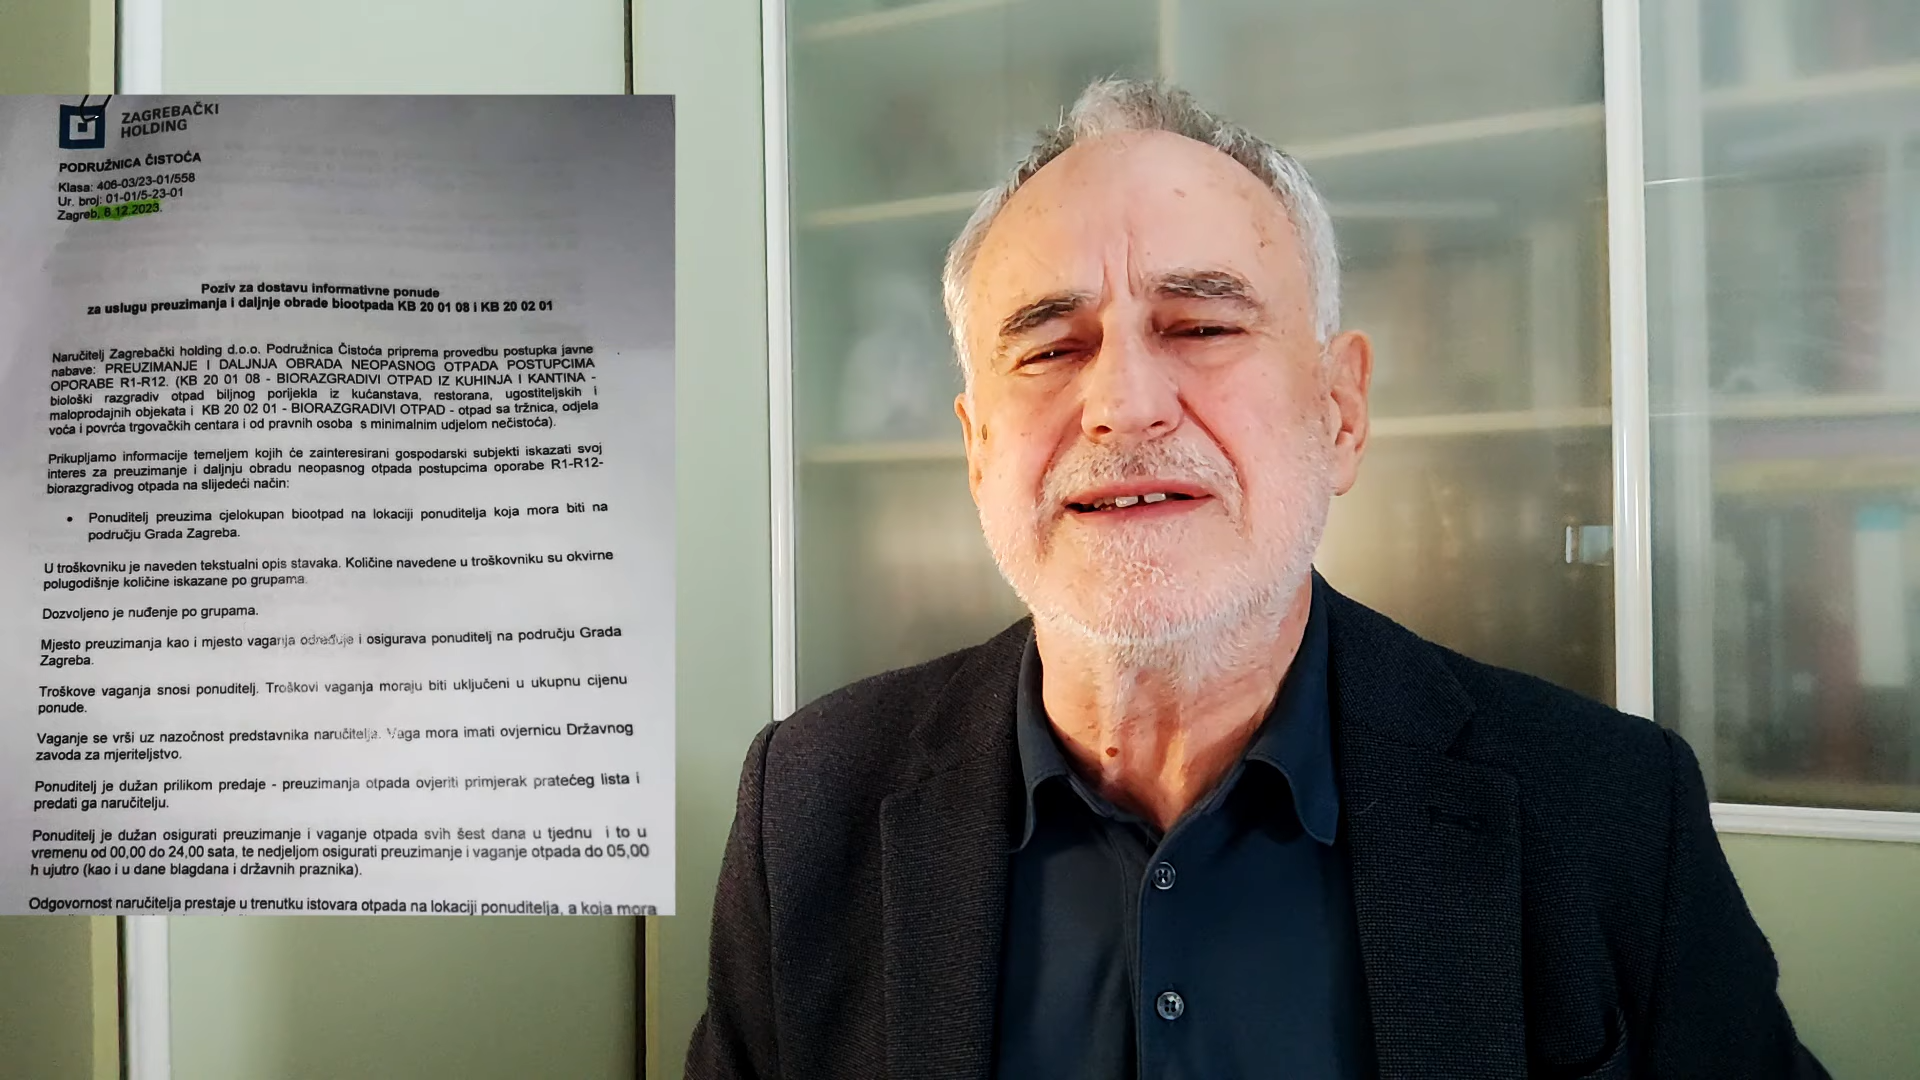 ZAGREBAČKI
HOLDING
PODRUŽNICA ČISTOĆA
Klasa: 406-03/23-01/558
Ur. broj: 01-01/5-23-01
Zagreb, 6.12.2023.
Poziv za dostavu informativne ponude
za uslugu preuzimanja i daljnje obrade biootpada KB 20 01 08 i KB 20 02 01
Naručitelj Zagrebački holding d.o.o. Podružnica Čistoća priprema provedbu postupka javne
nabave: PREUZIMANJE I DALJNJA OBRADA NEOPASNOG OTPADA POSTUPCIMA
OPORABE R1-R12. (KB 20 01 08 - BIORAZGRADIVI OTPAD IZ KUHINJA I KANTINA -
biološki razgradiv otpad biljnog porijekla iz kućanstava, restorana, ugostiteljskih i
maloprodajnih objekata i KB 20 02 01 - BIORAZGRADIVI OTPAD - otpad sa tržnica, odjela
voća i povrća trgovačkih centara i od pravnih osoba s minimalnim udjelom nečistoća).
Prikupljamo informacije temeljem kojih će zainteresirani gospodarski subjekti iskazati svoj
interes za preuzimanje i daljnju obradu neopasnog otpada postupcima oporabe R1-R12-
biorazgradivog otpada na slijedeći način:
• Ponuditelj preuzima cjelokupan biootpad na lokaciji ponuditelja koja mora biti na
području Grada Zagreba.
U troškovniku je naveden tekstualni opis stavaka. Količine navedene u troškovniku su okvirne
polugodišnje količine iskazane po grupama.
Dozvoljeno je nuđenje po grupama.
Mjesto preuzimanja kao i mjesto vaganja određuje i osigurava ponuditelj na području Grada
Zagreba.
Troškove vaganja snosi ponuditelj. Troškovi vaganja moraju biti uključeni u ukupnu cijenu
ponude.
Vaganje se vrši uz nazočnost predstavnika naručitelja. Vaga mora imati ovjernicu Državnog
zavoda za mjeriteljstvo.
Ponuditelj je dužan prilikom predaje - preuzimanja otpada ovjeriti primjerak pratećeg lista i
predati ga naručitelju.
Ponuditelj je dužan osigurati preuzimanje i vaganje otpada svih šest dana u tjednu i to u
vremenu od 00,00 do 24,00 sata, te nedjeljom osigurati preuzimanje i vaganje otpada do 05,00
h ujutro (kao i u dane blagdana i državnih praznika).
Odgovornost naručitelja prestaje u trenutku istovara otpada na lokaciji ponuditelja, a koja mora